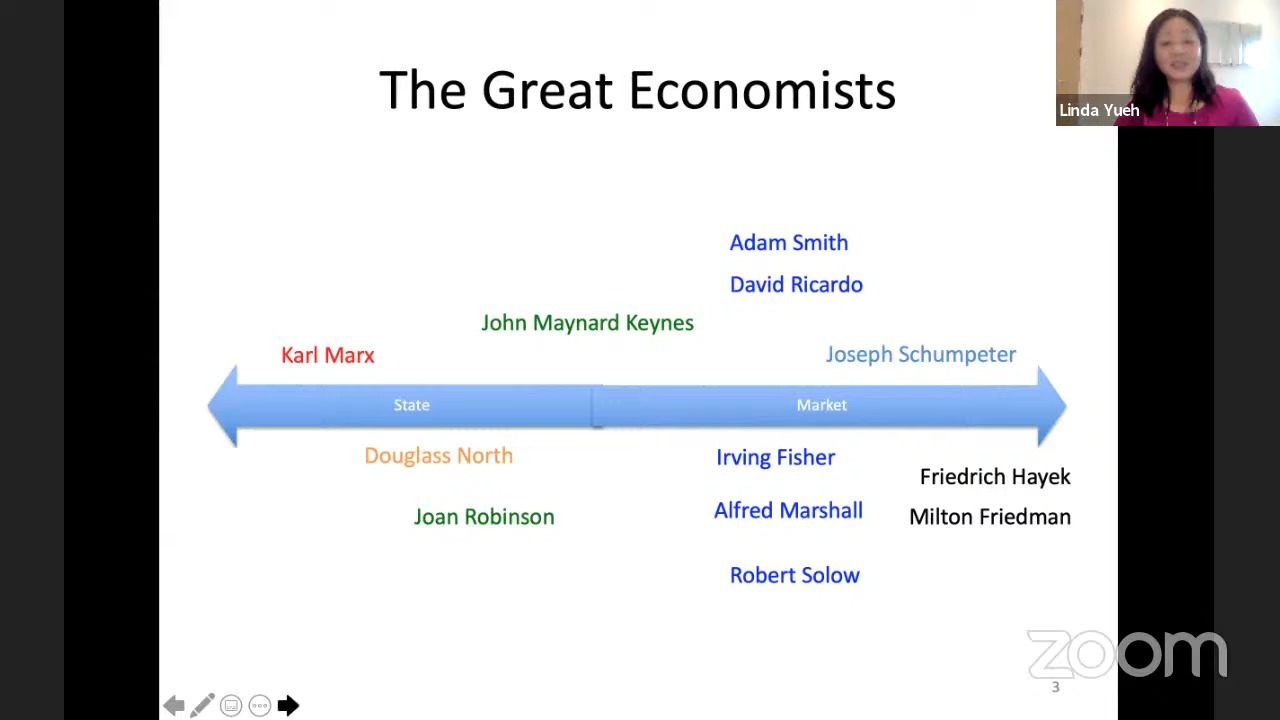 The Great Economists
Linda Yueh
Adam Smith
David Ricardo
John Maynard Keynes
Karl Marx
Joseph Schumpeter
State
Market
Douglass North
Irving Fisher
Friedrich Hayek
Joan Robinson
Alfred Marshall
Milton Friedman
Robert Solow
zoom
3